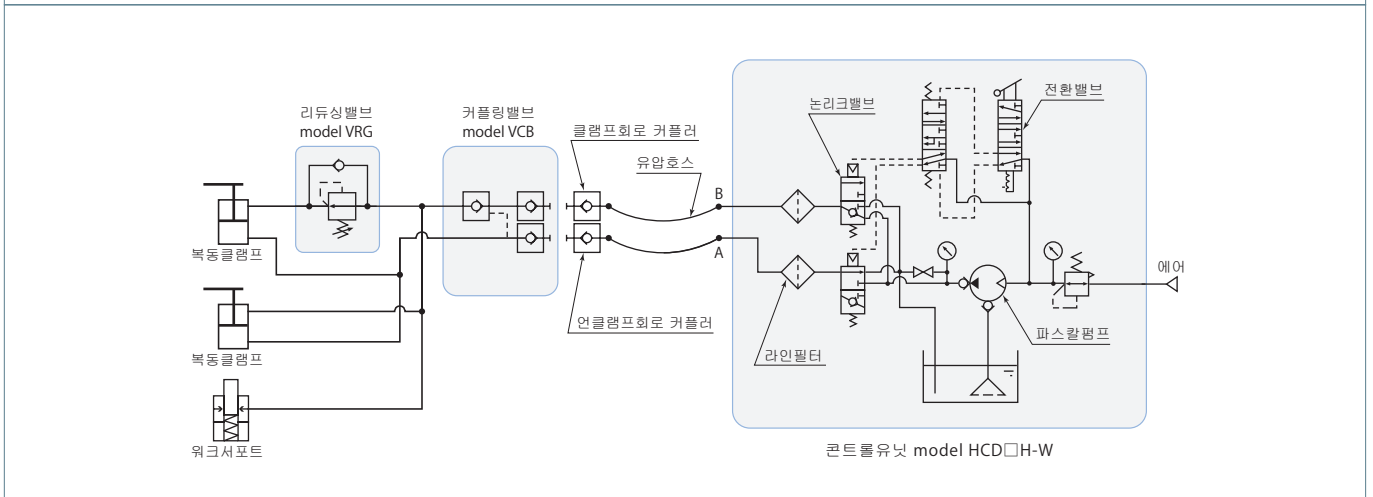 리듀싱밸브
model VRG
커플링밸브
model VCB
클램프회로 커플러
유압호스
논리크밸브
전환밸브
B
A
복동클램프
에어
언클램프회로 커플러
라인필터
파스칼펌프
복동클램프
워크서포트
콘트롤유닛 model HCD□H-W